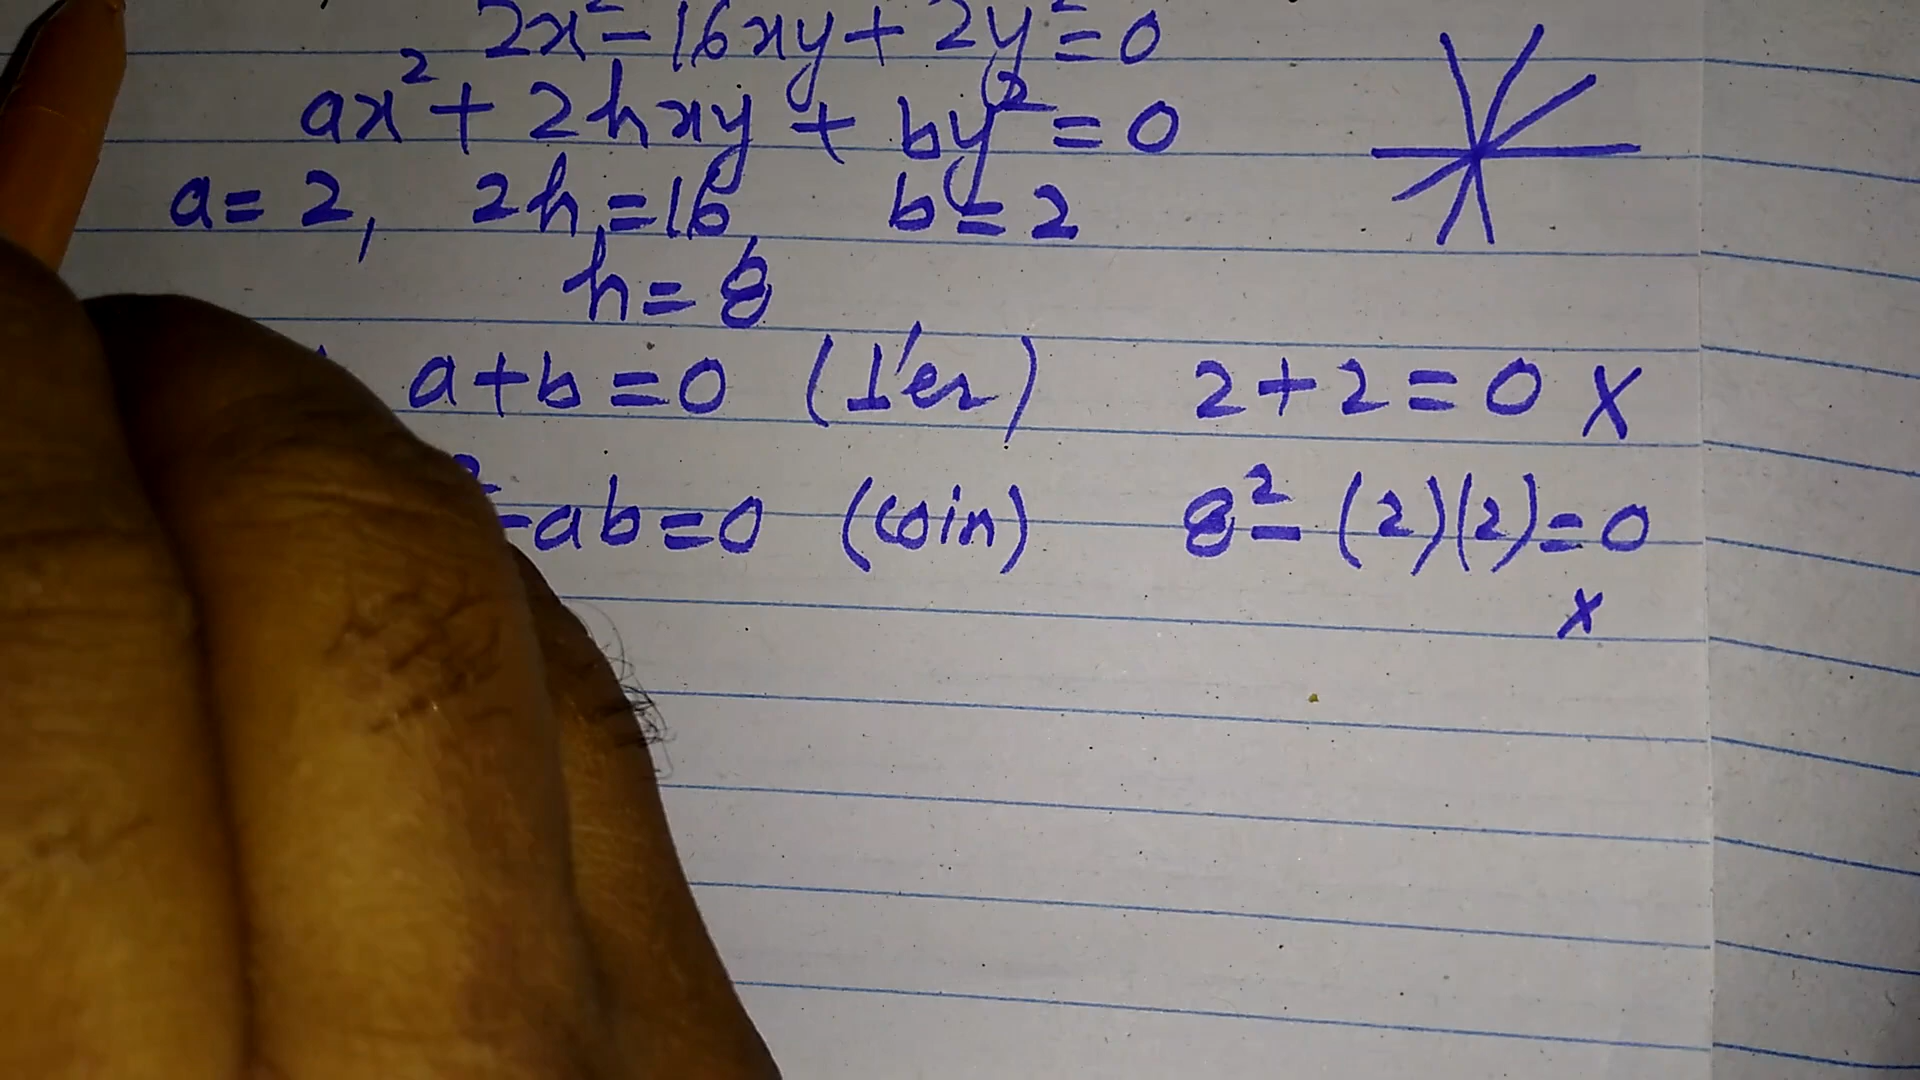 2x² - 16xy + 2y² = 0
ax² + 2hxy + by² = 0
a = 2, 2h = 16, b = 2
h = 8
a + b = 0 (⊥'er) 2 + 2 = 0 X
² - ab = 0 (coin) 8² - (2)(2) = 0
x